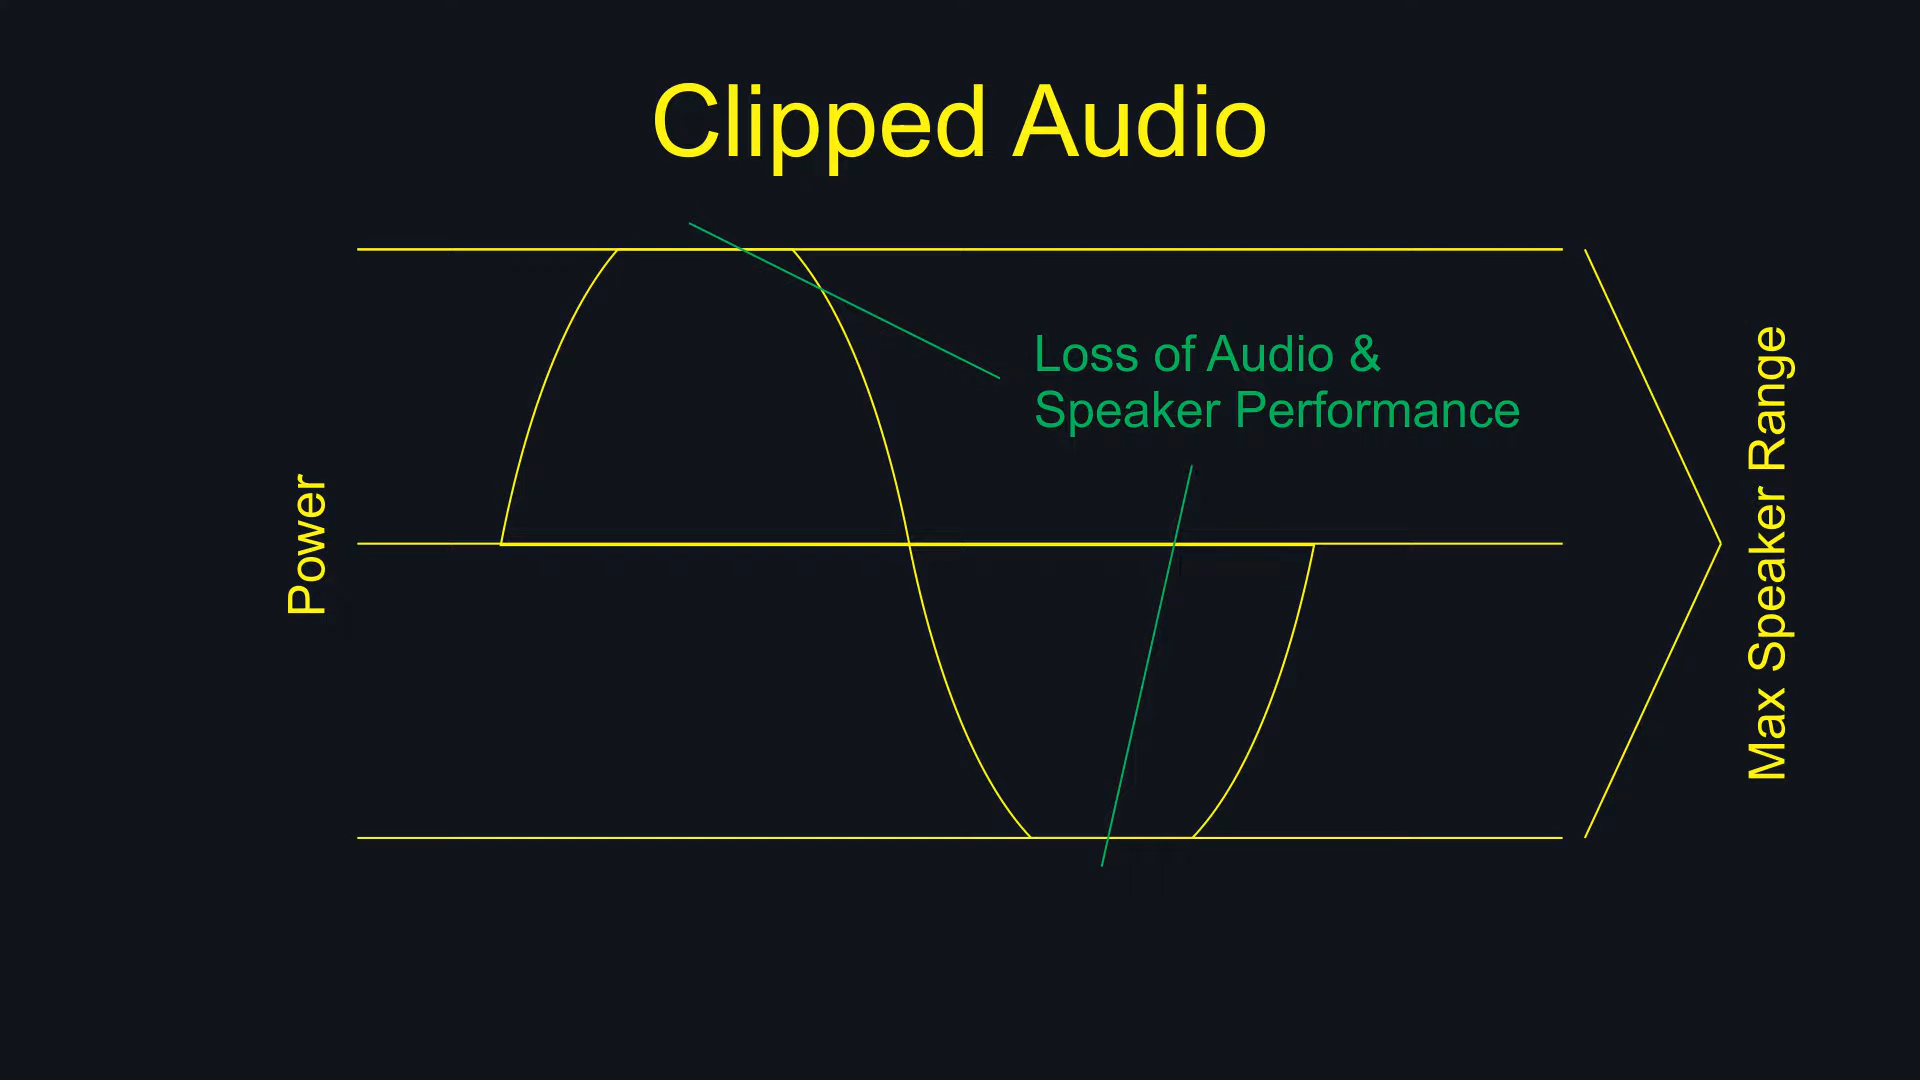 Clipped Audio
Loss of Audio &
Speaker Performance
Power
Max Speaker Range